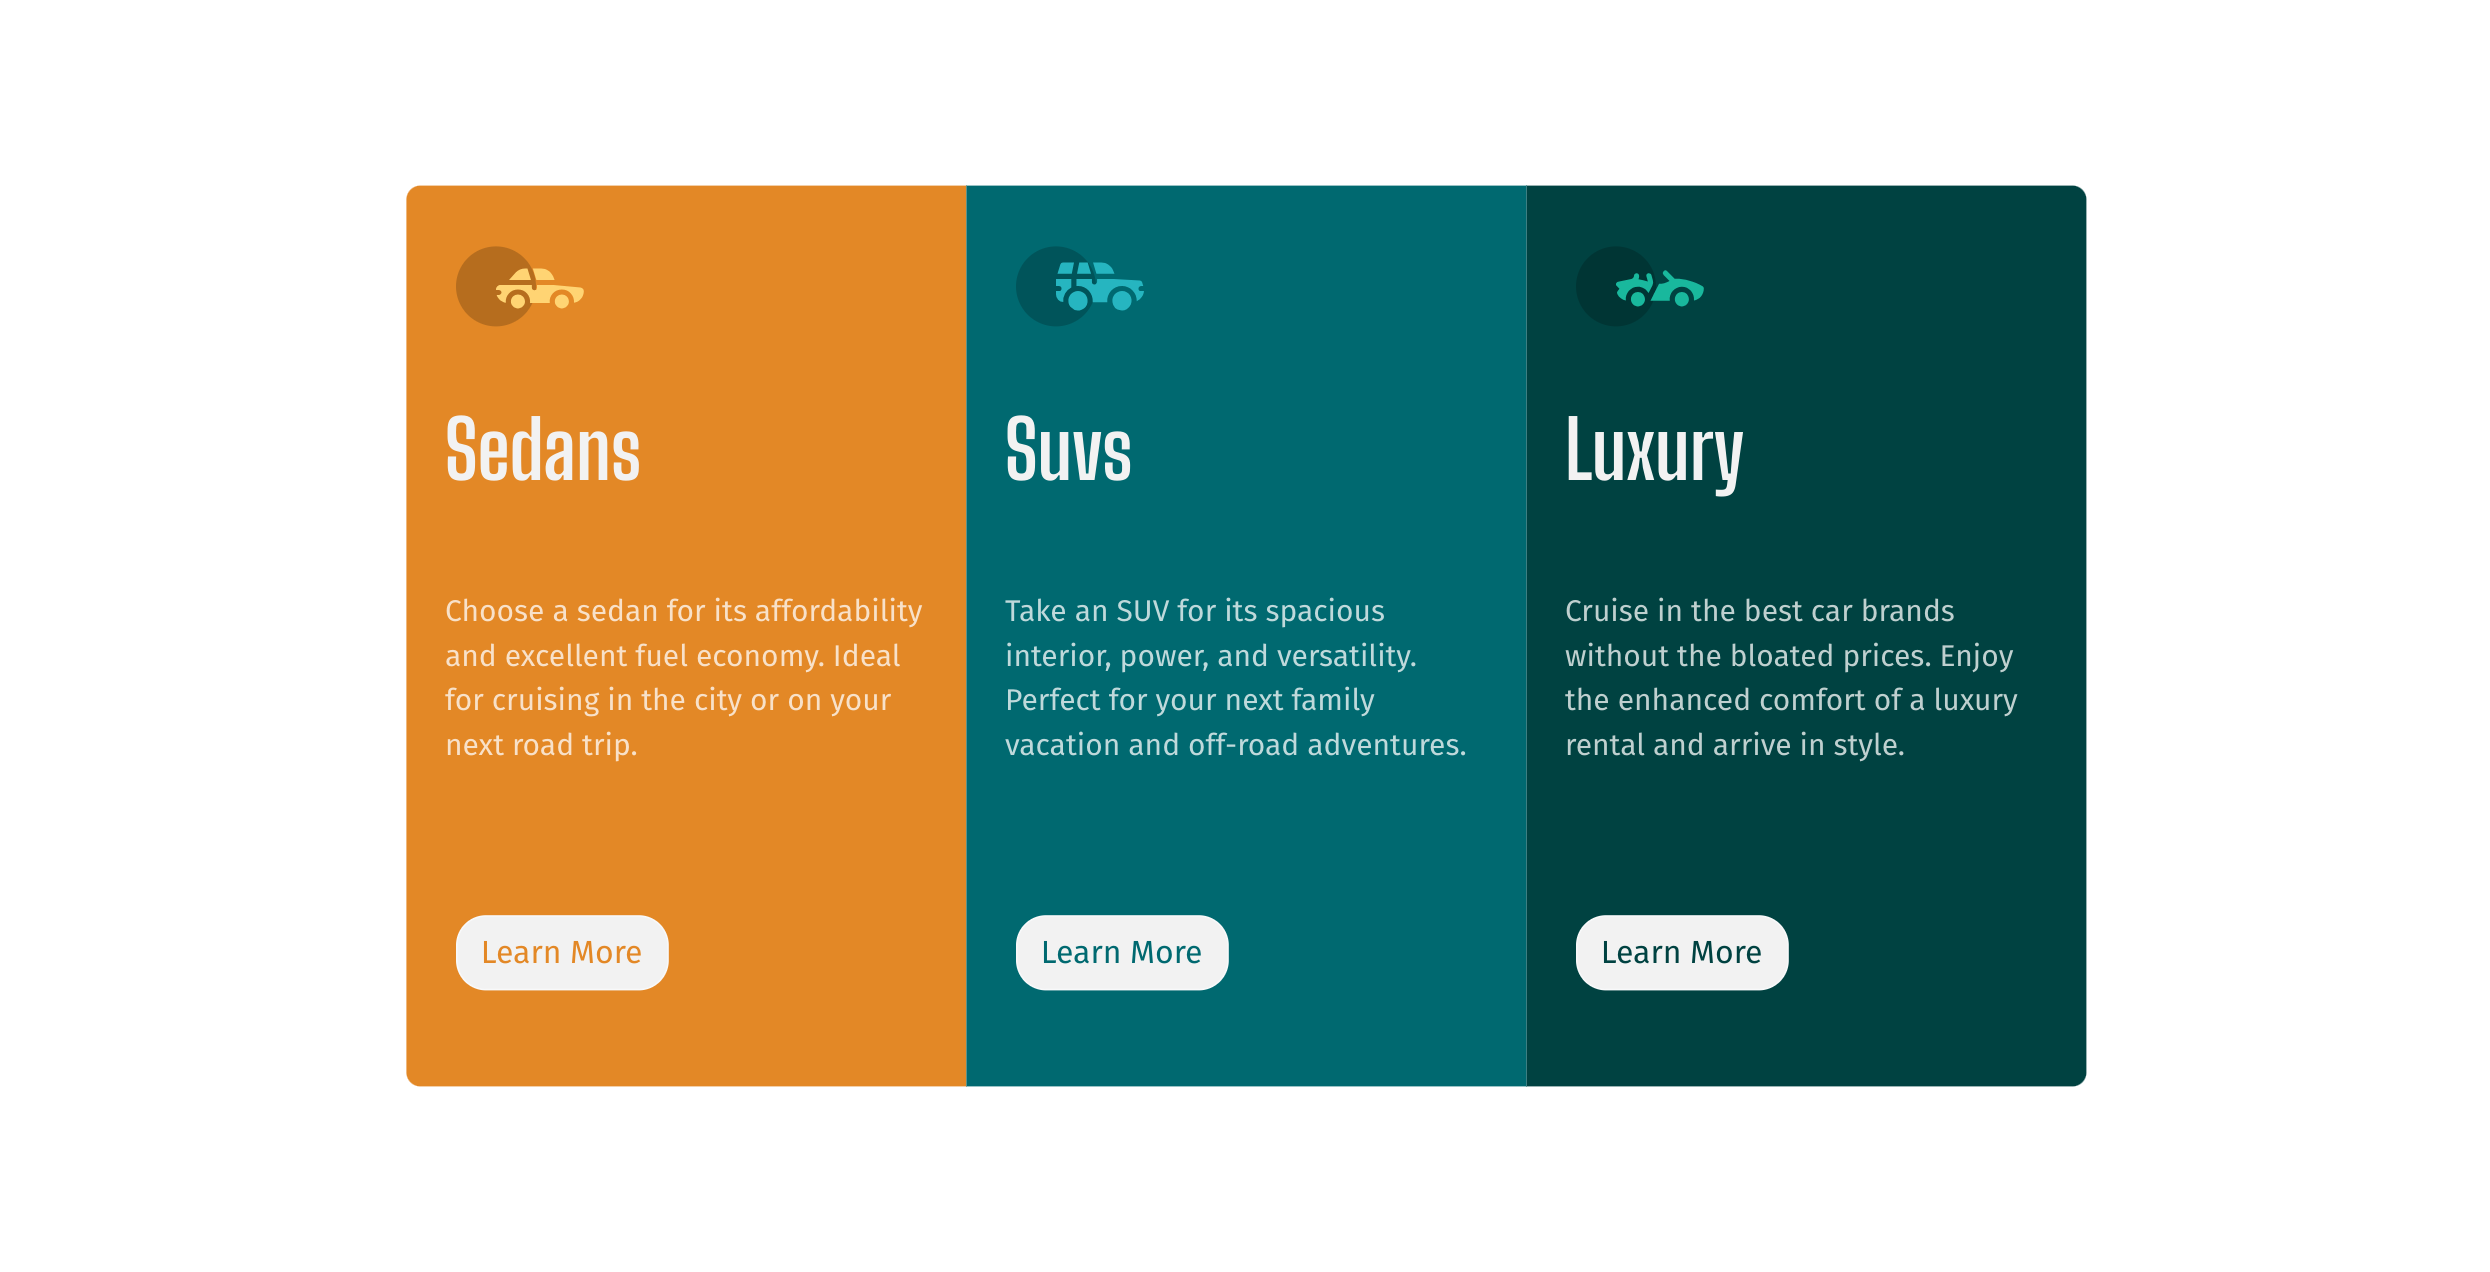 Sedans
Choose a sedan for its affordability
and excellent fuel economy. Ideal
for cruising in the city or on your
next road trip.
Learn More
Suvs
Take an SUV for its spacious
interior, power, and versatility.
Perfect for your next family
vacation and off-road adventures.
Learn More
Luxury
Cruise in the best car brands
without the bloated prices. Enjoy
the enhanced comfort of a luxury
rental and arrive in style.
Learn More